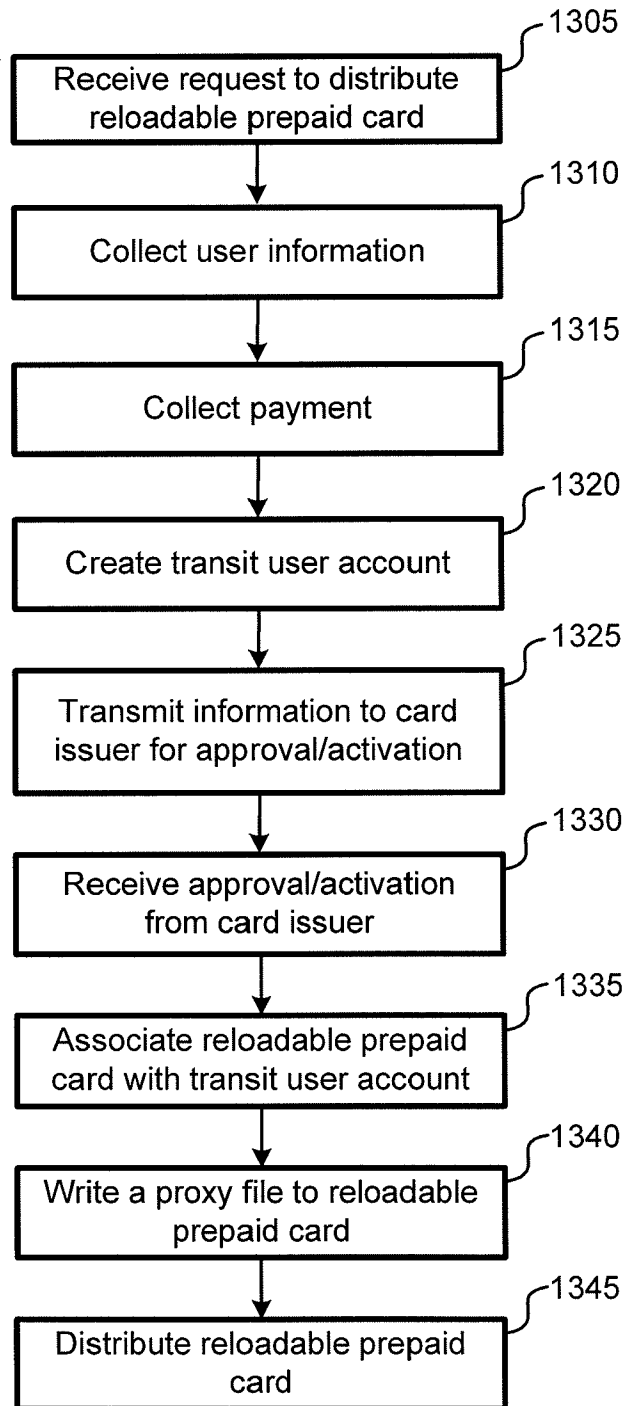 1305
Receive request to distribute
reloadable prepaid card
1310
Collect user information
1315
Collect payment
1320
Create transit user account
1325
Transmit information to card
issuer for approval/activation
1330
Receive approval/activation
from card issuer
1335
Associate reloadable prepaid
card with transit user account
1340
Write a proxy file to reloadable
prepaid card
1345
Distribute reloadable prepaid
card